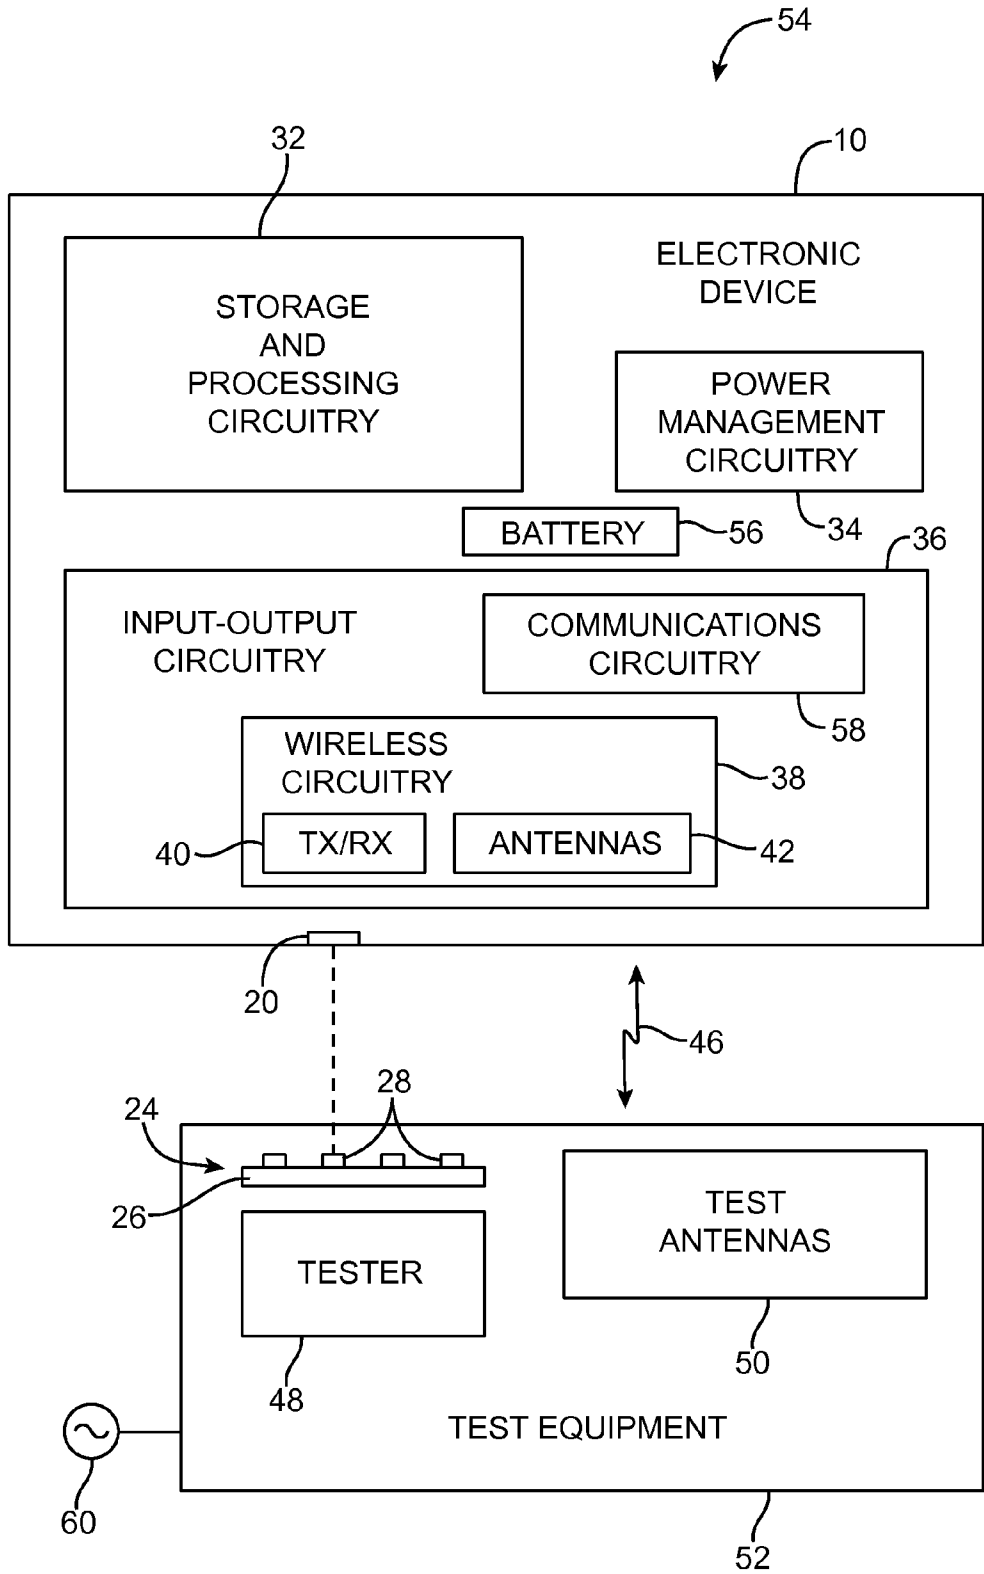 54
10
32
ELECTRONIC
DEVICE
STORAGE
AND
PROCESSING
CIRCUITRY
POWER
MANAGEMENT
CIRCUITRY
34
BATTERY
56
36
INPUT-OUTPUT
CIRCUITRY
COMMUNICATIONS
CIRCUITRY
58
WIRELESS
CIRCUITRY
38
40
TX/RX
ANTENNAS
42
20
46
28
24
26
TEST
ANTENNAS
TESTER
50
48
TEST EQUIPMENT
60
52